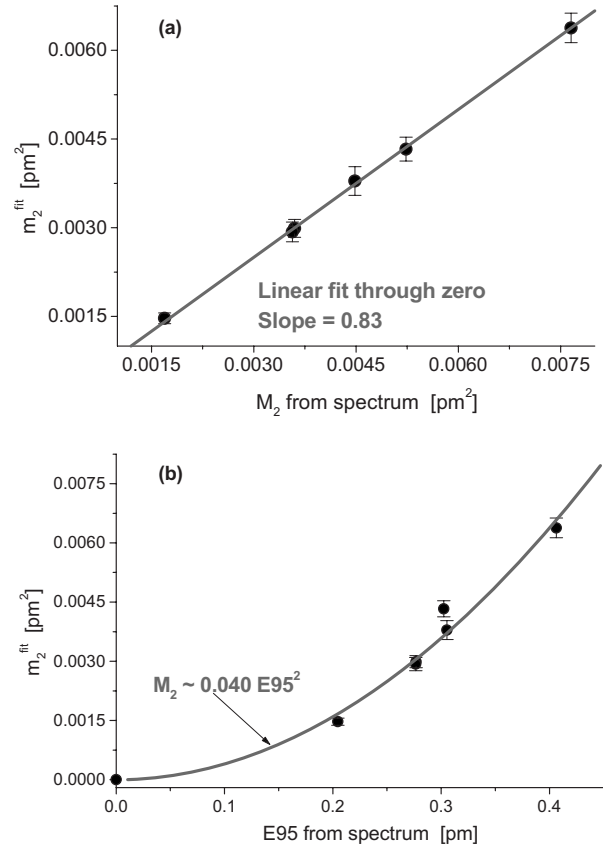 (a)
0.0060
0.0045
0.0030
0.0015
m₂ᶠⁱᵗ [pm²]
Linear fit through zero
Slope = 0.83
0.0015 0.0030 0.0045 0.0060 0.0075
M₂ from spectrum [pm²]
(b)
0.0075
0.0060
0.0045
0.0030
0.0015
0.0000
m₂ᶠⁱᵗ [pm²]
M₂ ~ 0.040 E95²
0.0 0.1 0.2 0.3 0.4
E95 from spectrum [pm]